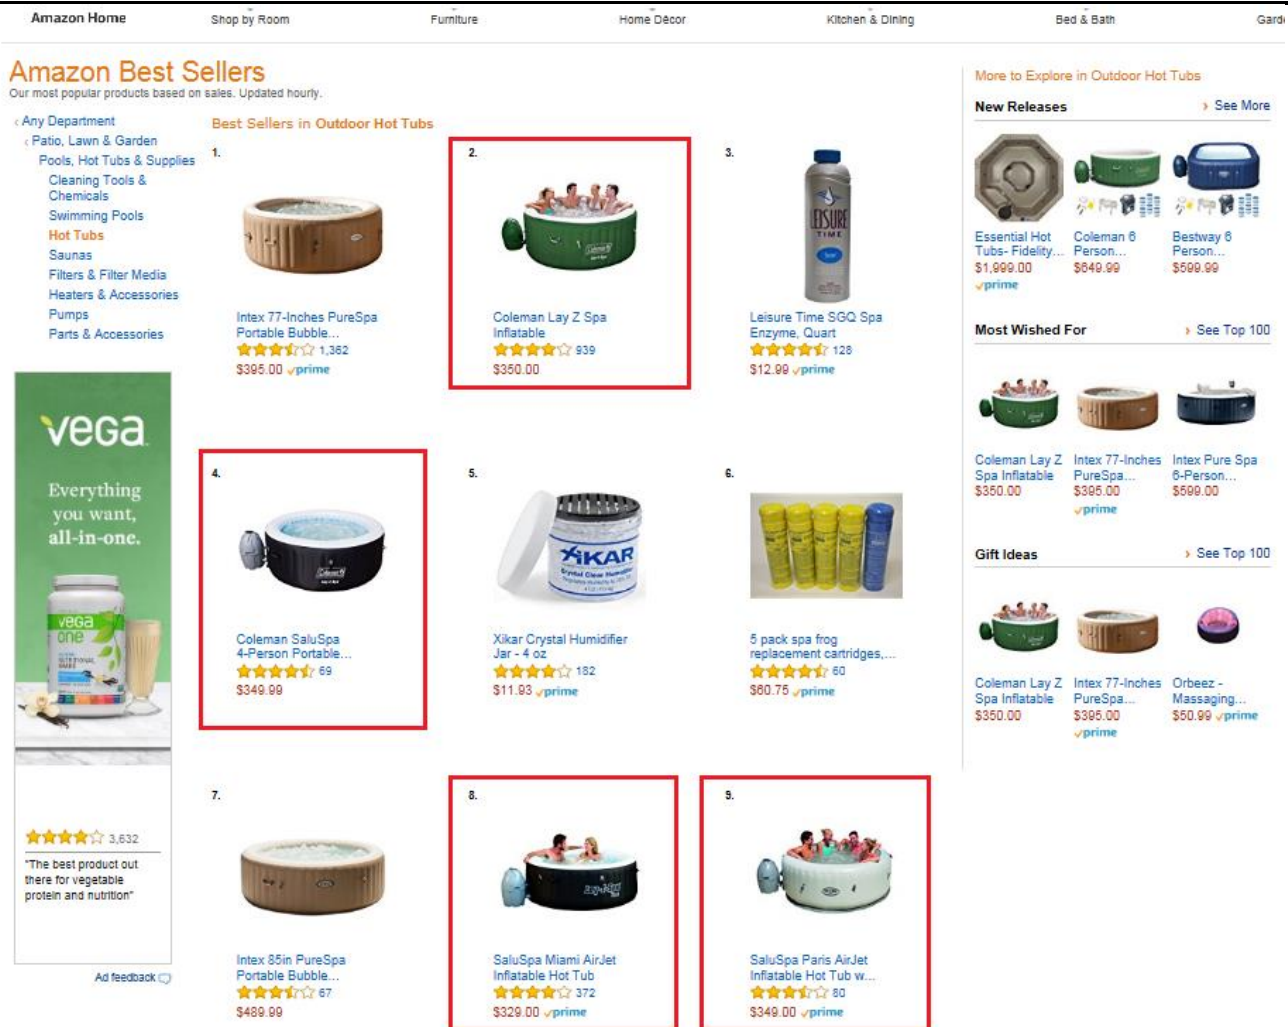 Amazon Home
Shop by Room
Furniture
Home Décor
Kitchen & Dining
Bed & Bath
Garde
Amazon Best Sellers
Our most popular products based on sales. Updated hourly.
‹ Any Department
‹ Patio, Lawn & Garden
Pools, Hot Tubs & Supplies
Cleaning Tools &
Chemicals
Swimming Pools
Hot Tubs
Saunas
Filters & Filter Media
Heaters & Accessories
Pumps
Parts & Accessories
vega
Everything
you want,
all-in-one.
vega
one
3,632
"The best product out
there for vegetable
protein and nutrition"
Ad feedback
Best Sellers in Outdoor Hot Tubs
1.
Intex 77-Inches PureSpa
Portable Bubble...
1,362
$395.00 prime
2.
Coleman Lay Z Spa
Inflatable
939
$350.00
3.
LEISURE
TIME
Leisure Time SGQ Spa
Enzyme, Quart
128
$12.99 prime
4.
Coleman
Coleman SaluSpa
4-Person Portable...
69
$349.99
5.
XIKAR
Crystal Clear Humidifier
Xikar Crystal Humidifier
Jar - 4 oz
182
$11.93 prime
6.
5 pack spa frog
replacement cartridges,...
60
$60.75 prime
7.
Intex 85in PureSpa
Portable Bubble...
67
$489.99
8.
Lay-Z-Spa
SaluSpa Miami AirJet
Inflatable Hot Tub
372
$329.00 prime
9.
SaluSpa Paris AirJet
Inflatable Hot Tub w...
80
$349.00 prime
More to Explore in Outdoor Hot Tubs
New Releases
› See More
Essential Hot
Tubs- Fidelity...
$1,999.00
prime
Coleman 6
Person...
$649.99
Bestway 6
Person...
$599.99
Most Wished For
› See Top 100
Coleman Lay Z
Spa Inflatable
$350.00
Intex 77-Inches
PureSpa...
$395.00
prime
Intex Pure Spa
6-Person...
$599.00
Gift Ideas
› See Top 100
Coleman Lay Z
Spa Inflatable
$350.00
Intex 77-Inches
PureSpa...
$395.00
prime
Orbeez -
Massaging...
$50.99 prime